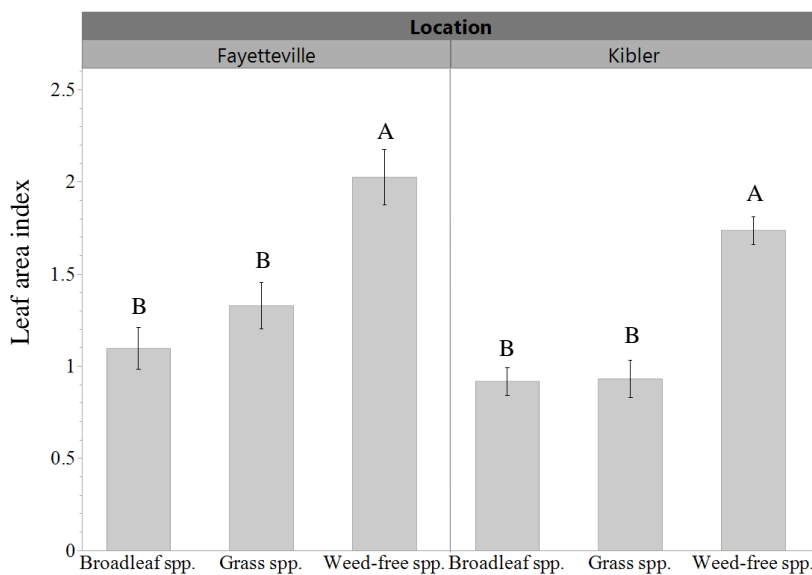 Location
Fayetteville Kibler
2.5
A
2
A
1.5
B
B
B B
1
0.5
0
Leaf area index
Broadleaf spp. Grass spp. Weed-free spp. Broadleaf spp. Grass spp. Weed-free spp.